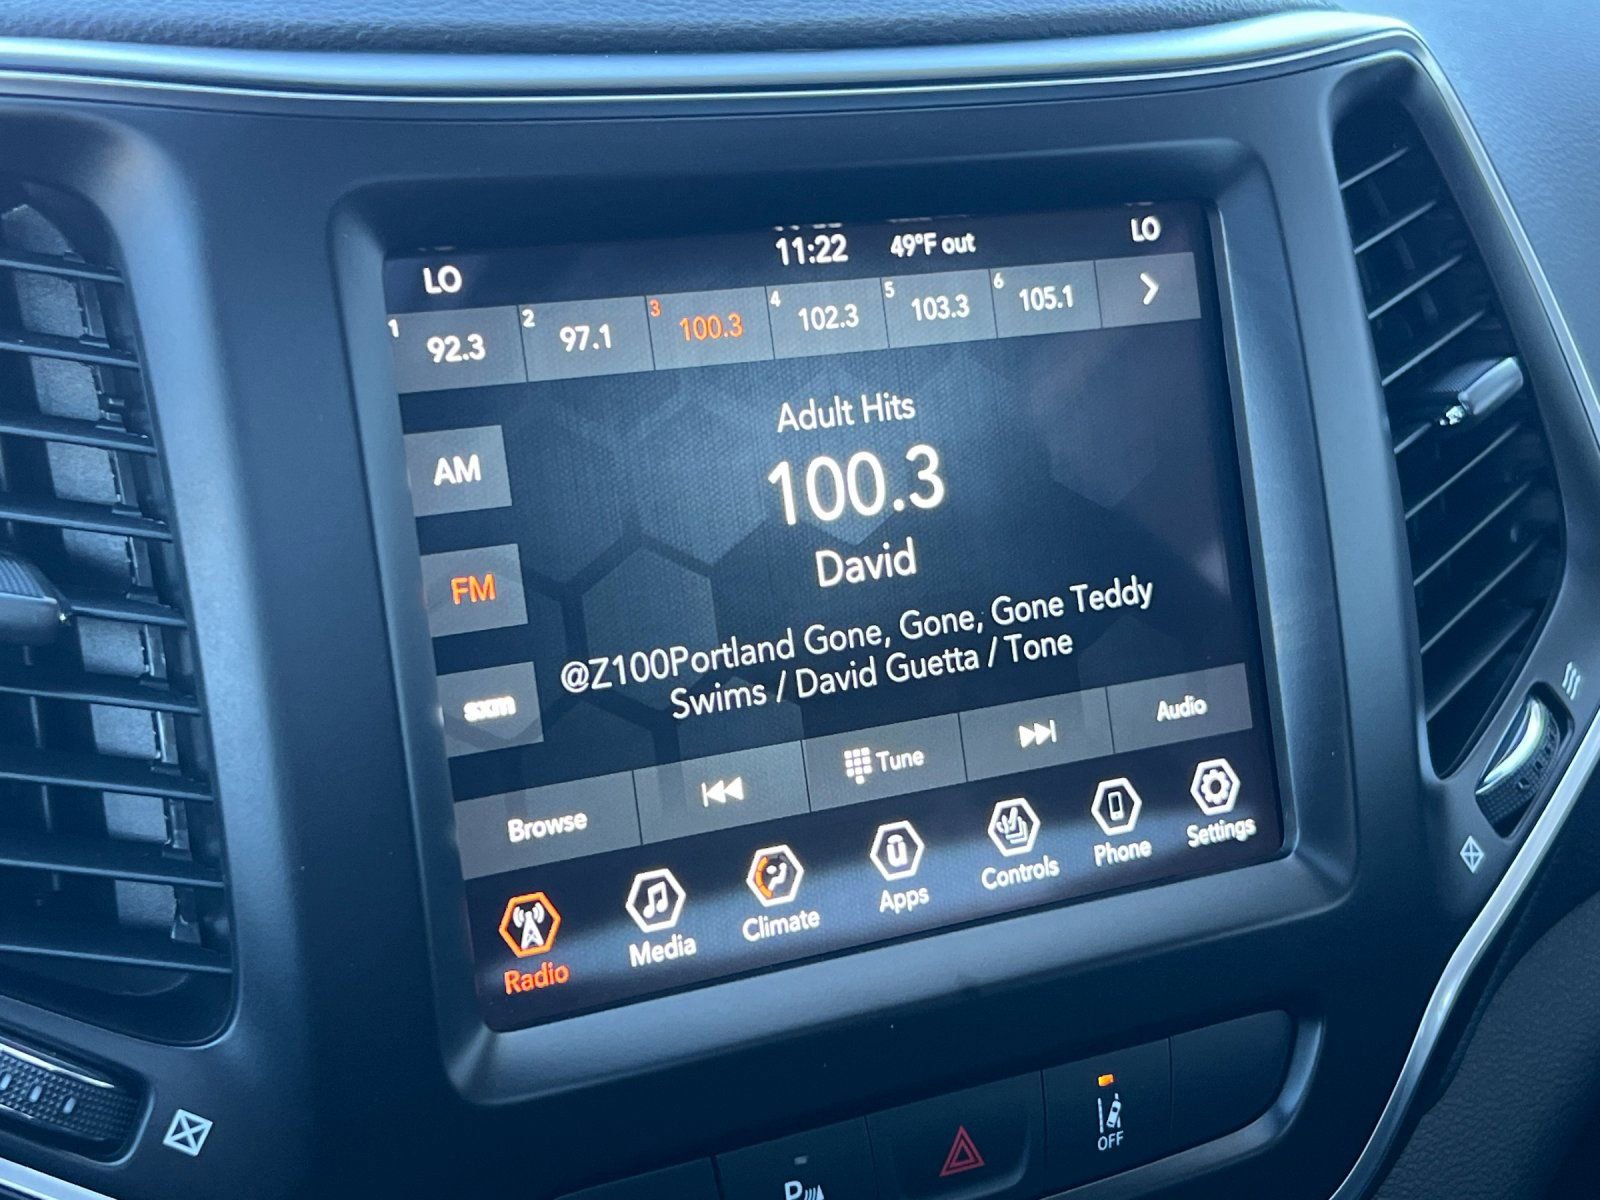 LO 11:22 49°F out LO
1 92.3 2 97.1 3 100.3 4 102.3 5 103.3 6 105.1
Adult Hits
AM
100.3
David
FM
@Z100Portland Gone, Gone, Gone Teddy
Swims / David Guetta / Tone
sxm
Browse Tune Audio
Radio Media Climate Apps Controls Phone Settings
OFF
P